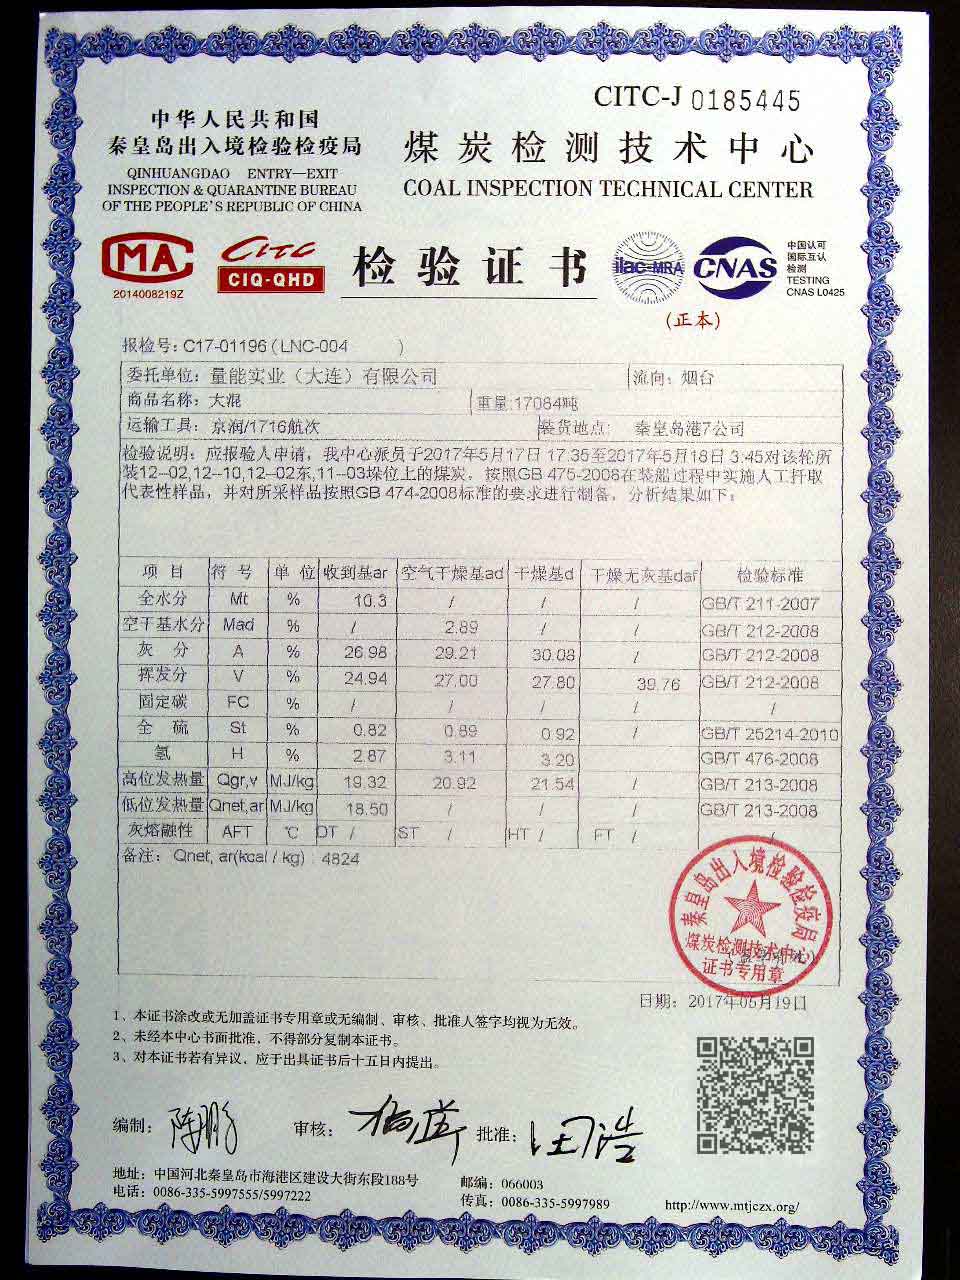 CITC-J 0185445
中华人民共和国
秦皇岛出入境检验检疫局
QINHUANGDAO ENTRY—EXIT
INSPECTION & QUARANTINE BUREAU
OF THE PEOPLE'S REPUBLIC OF CHINA
煤炭检测技术中心
COAL INSPECTION TECHNICAL CENTER
MA
2014008219Z
CITC
CIQ-QHD
检验证书
ilac-MRA
CNAS
中国认可
国际互认
检测
TESTING
CNAS L0425
(正本)
报检号: C17-01196 ( LNC-004 )
委托单位: 量能实业（大连）有限公司 流向: 烟台
商品名称: 大混 重量:17084吨
运输工具: 京润/1716航次 装货地点: 秦皇岛港7公司
检验说明: 应报验人申请，我中心派员于2017年5月17日 17:35至2017年5月18日 3:45对该轮所
装12--02,12--10,12--02东,11--03垛位上的煤炭，按照GB 475-2008在装船过程中实施人工扦取
代表性样品，并对所采样品按照GB 474-2008标准的要求进行制备，分析结果如下:
项 目 符 号 单 位 收到基ar 空气干燥基ad 干燥基d 干燥无灰基daf 检验标准
全水分 Mt % 10.3 / / / GB/T 211-2007
空干基水分 Mad % / 2.89 / / GB/T 212-2008
灰 分 A % 26.98 29.21 30.08 / GB/T 212-2008
挥发分 V % 24.94 27.00 27.80 39.76 GB/T 212-2008
固定碳 FC % / / / / /
全 硫 St % 0.82 0.89 0.92 / GB/T 25214-2010
氢 H % 2.87 3.11 3.20 GB/T 476-2008
高位发热量 Qgr,v MJ/kg 19.32 20.92 21.54 / GB/T 213-2008
低位发热量 Qnet,ar MJ/kg 18.50 / / / GB/T 213-2008
灰熔融性 AFT ℃ DT / ST / HT / FT / /
备注: Qnet, ar(kcal / kg) : 4824
秦皇岛出入境检验检疫局
煤炭检测技术中心
证书专用章
日期: 2017年05月19日
1、本证书涂改或无加盖证书专用章或无编制、审核、批准人签字均视为无效。
2、未经本中心书面批准，不得部分复制本证书。
3、对本证书若有异议，应于出具证书后十五日内提出。
编制: 陈鹏 审核: 批准:
地址: 中国河北秦皇岛市海港区建设大街东段188号 邮编: 066003
电话: 0086-335-5997555/5997222 传真: 0086-335-5997989 http://www.mtjczx.org/